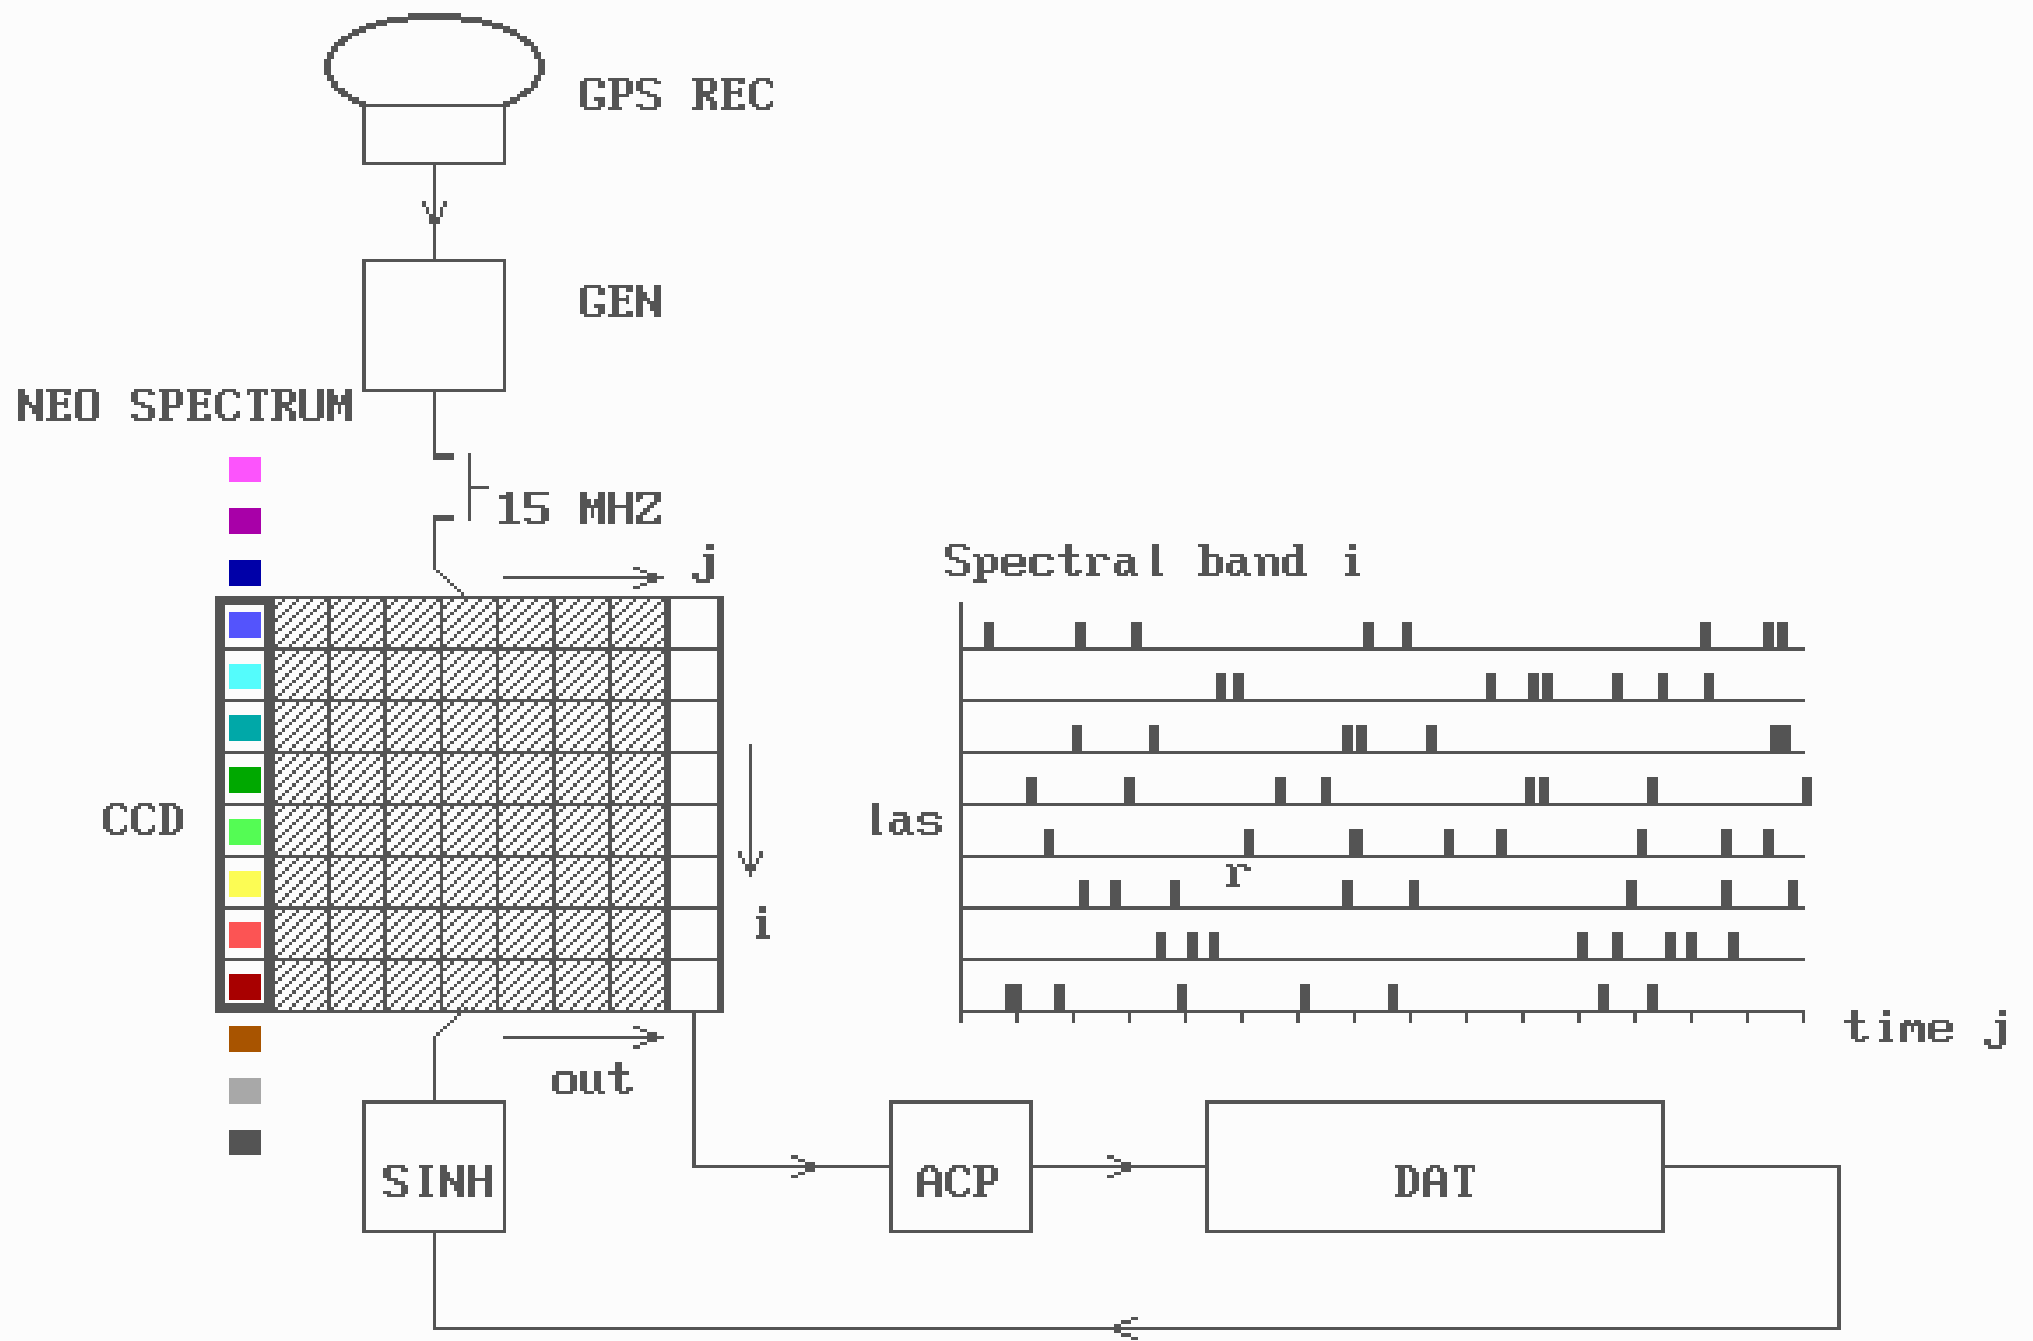 GPS REC
GEN
NEO SPECTRUM
15 MHZ
j
Spectral band i
CCD
las
r
i
time j
out
SINH
ACP
DAT